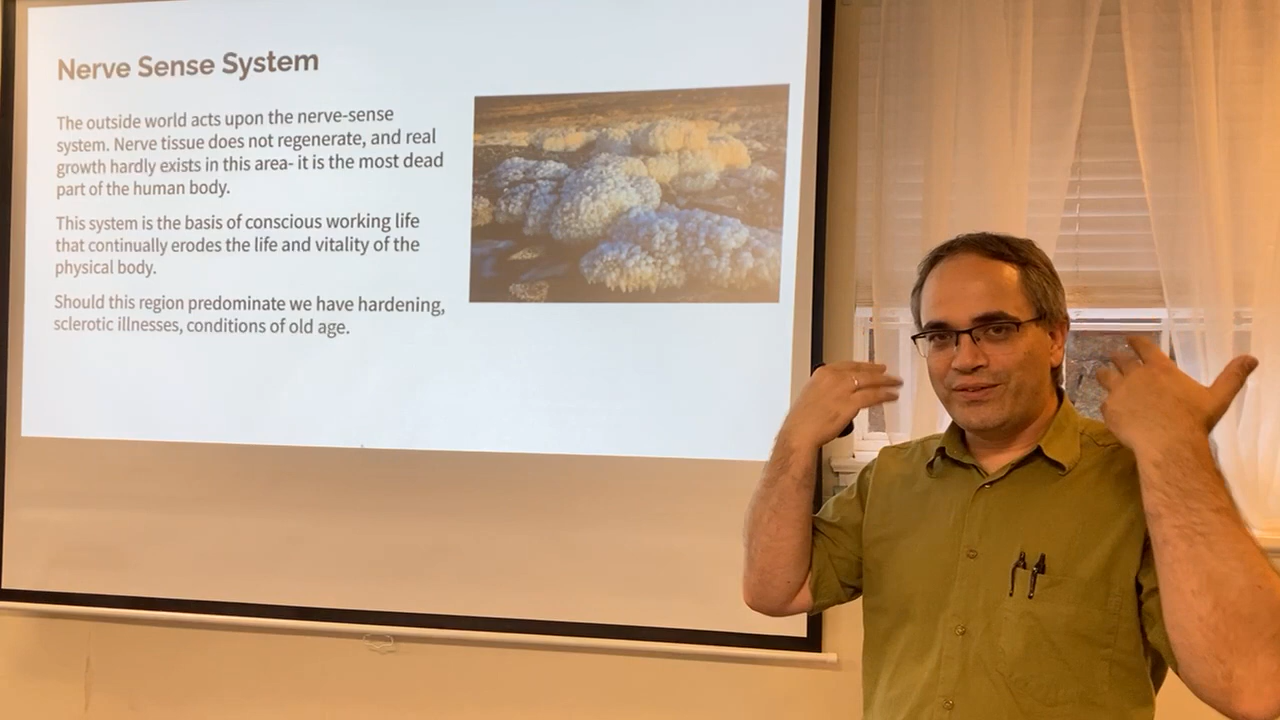 Nerve Sense System
The outside world acts upon the nerve-sense
system. Nerve tissue does not regenerate, and real
growth hardly exists in this area- it is the most dead
part of the human body.
This system is the basis of conscious working life
that continually erodes the life and vitality of the
physical body.
Should this region predominate we have hardening,
sclerotic illnesses, conditions of old age.